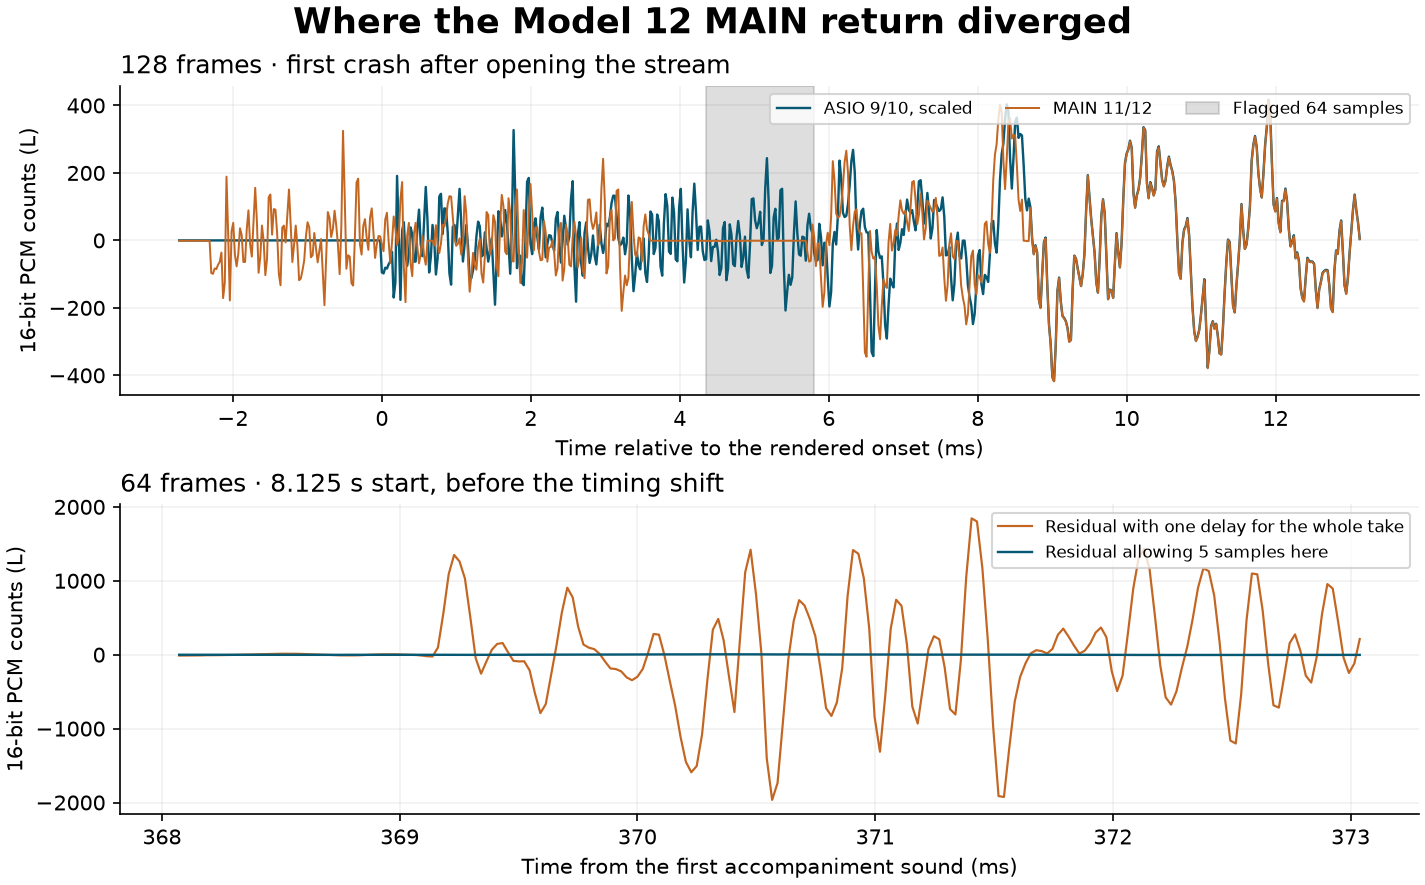 Where the Model 12 MAIN return diverged
128 frames · first crash after opening the stream
16-bit PCM counts (L)
400
200
0
−200
−400
ASIO 9/10, scaled
MAIN 11/12
Flagged 64 samples
−2
0
2
4
6
8
10
12
Time relative to the rendered onset (ms)
64 frames · 8.125 s start, before the timing shift
16-bit PCM counts (L)
2000
1000
0
−1000
−2000
Residual with one delay for the whole take
Residual allowing 5 samples here
368
369
370
371
372
373
Time from the first accompaniment sound (ms)